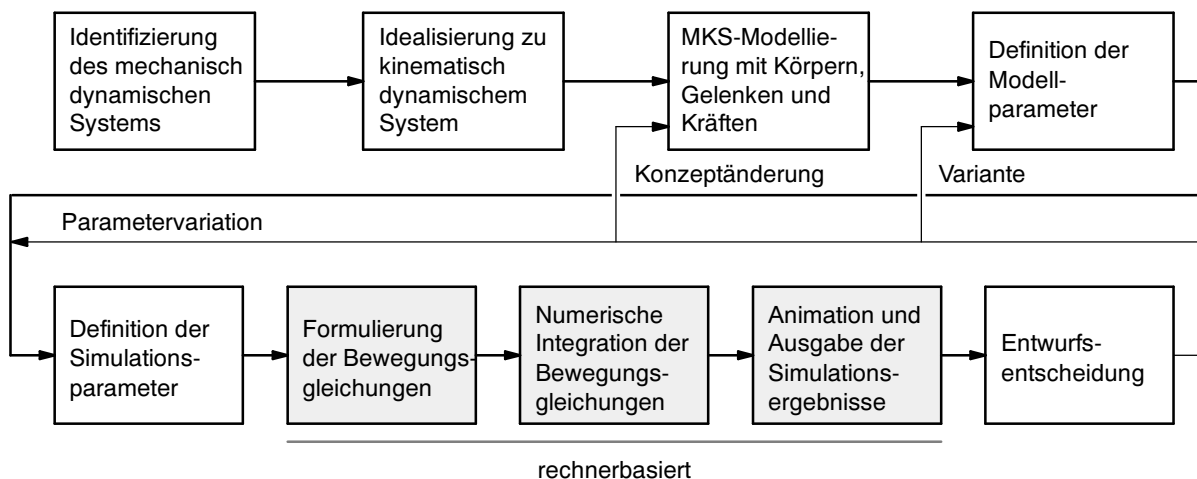 Identifizierung
des mechanisch
dynamischen
Systems
Idealisierung zu
kinematisch
dynamischem
System
MKS-Modellie-
rung mit Körpern,
Gelenken und
Kräften
Definition der
Modell-
parameter
Konzeptänderung
Variante
Parametervariation
Definition der
Simulations-
parameter
Formulierung
der Bewegungs-
gleichungen
Numerische
Integration der
Bewegungs-
gleichungen
Animation und
Ausgabe der
Simulations-
ergebnisse
Entwurfs-
entscheidung
rechnerbasiert